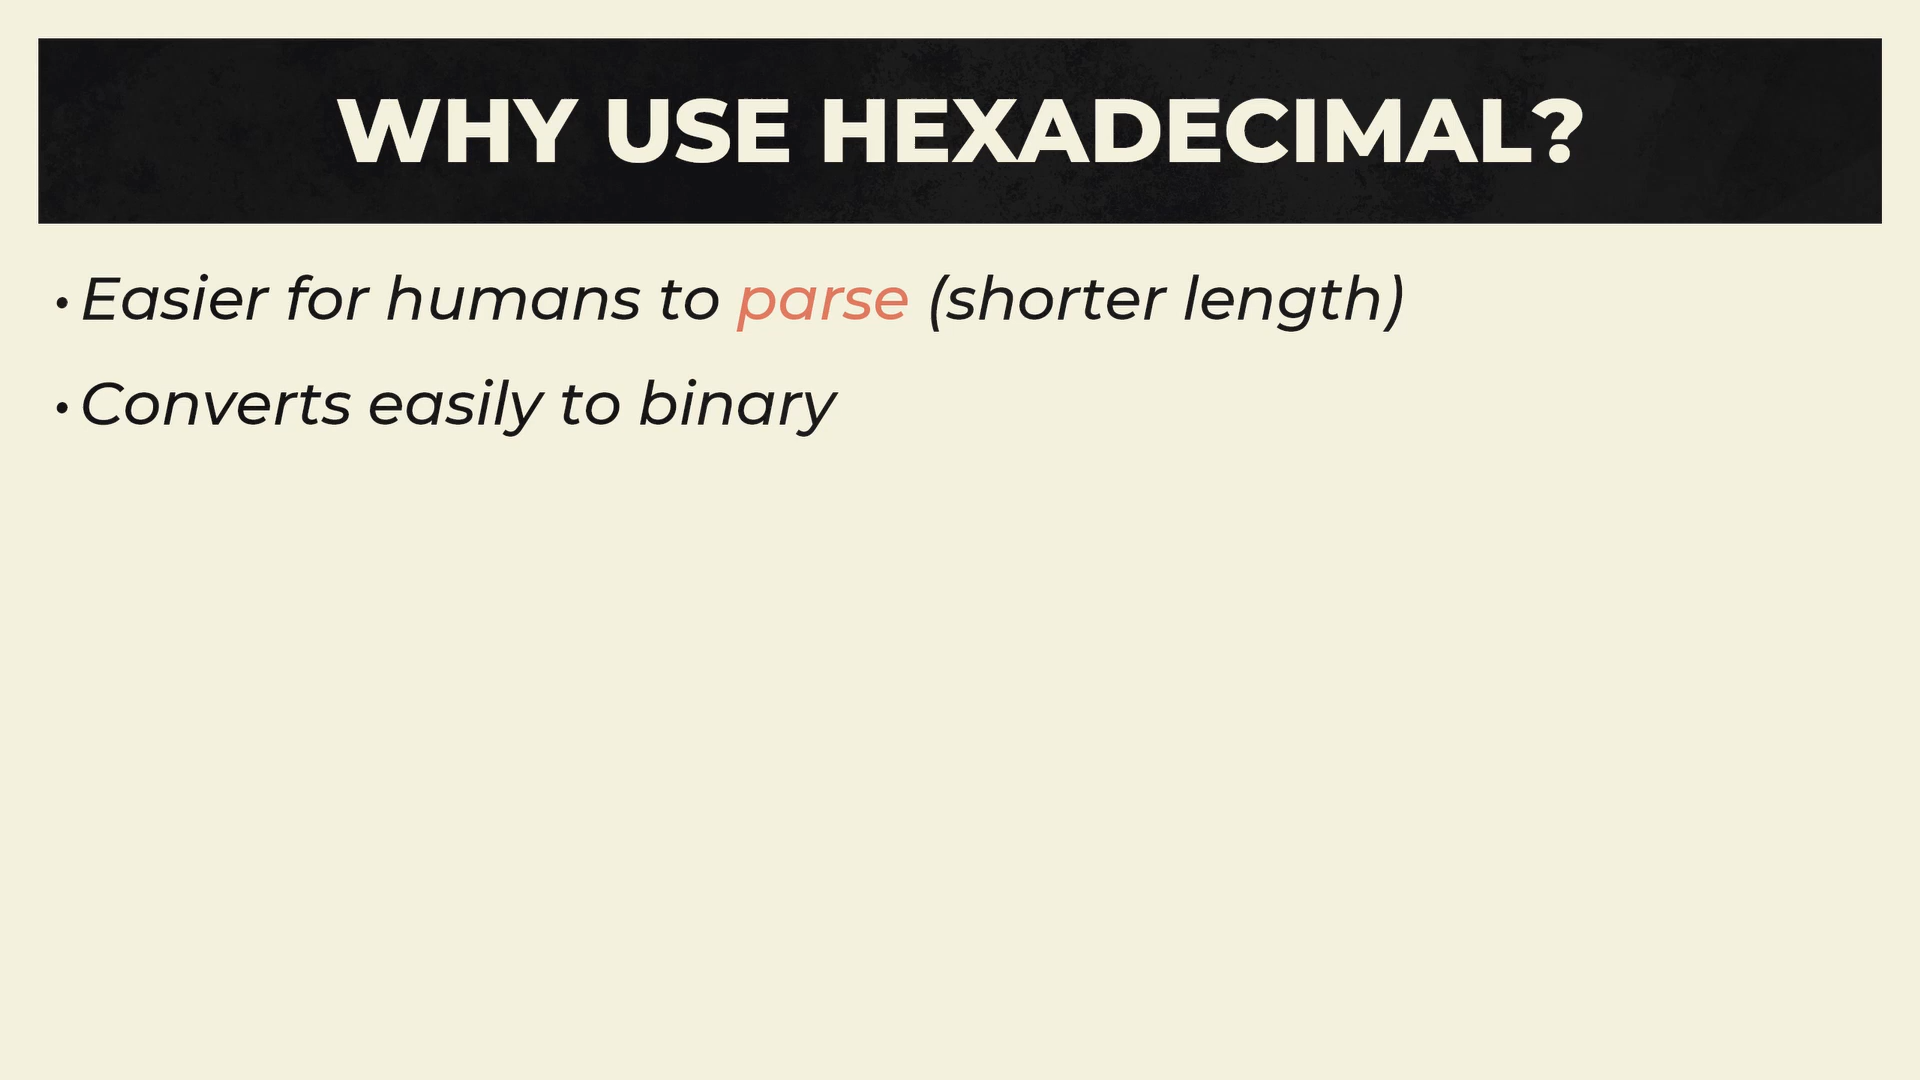 WHY USE HEXADECIMAL?
• Easier for humans to parse (shorter length)
• Converts easily to binary